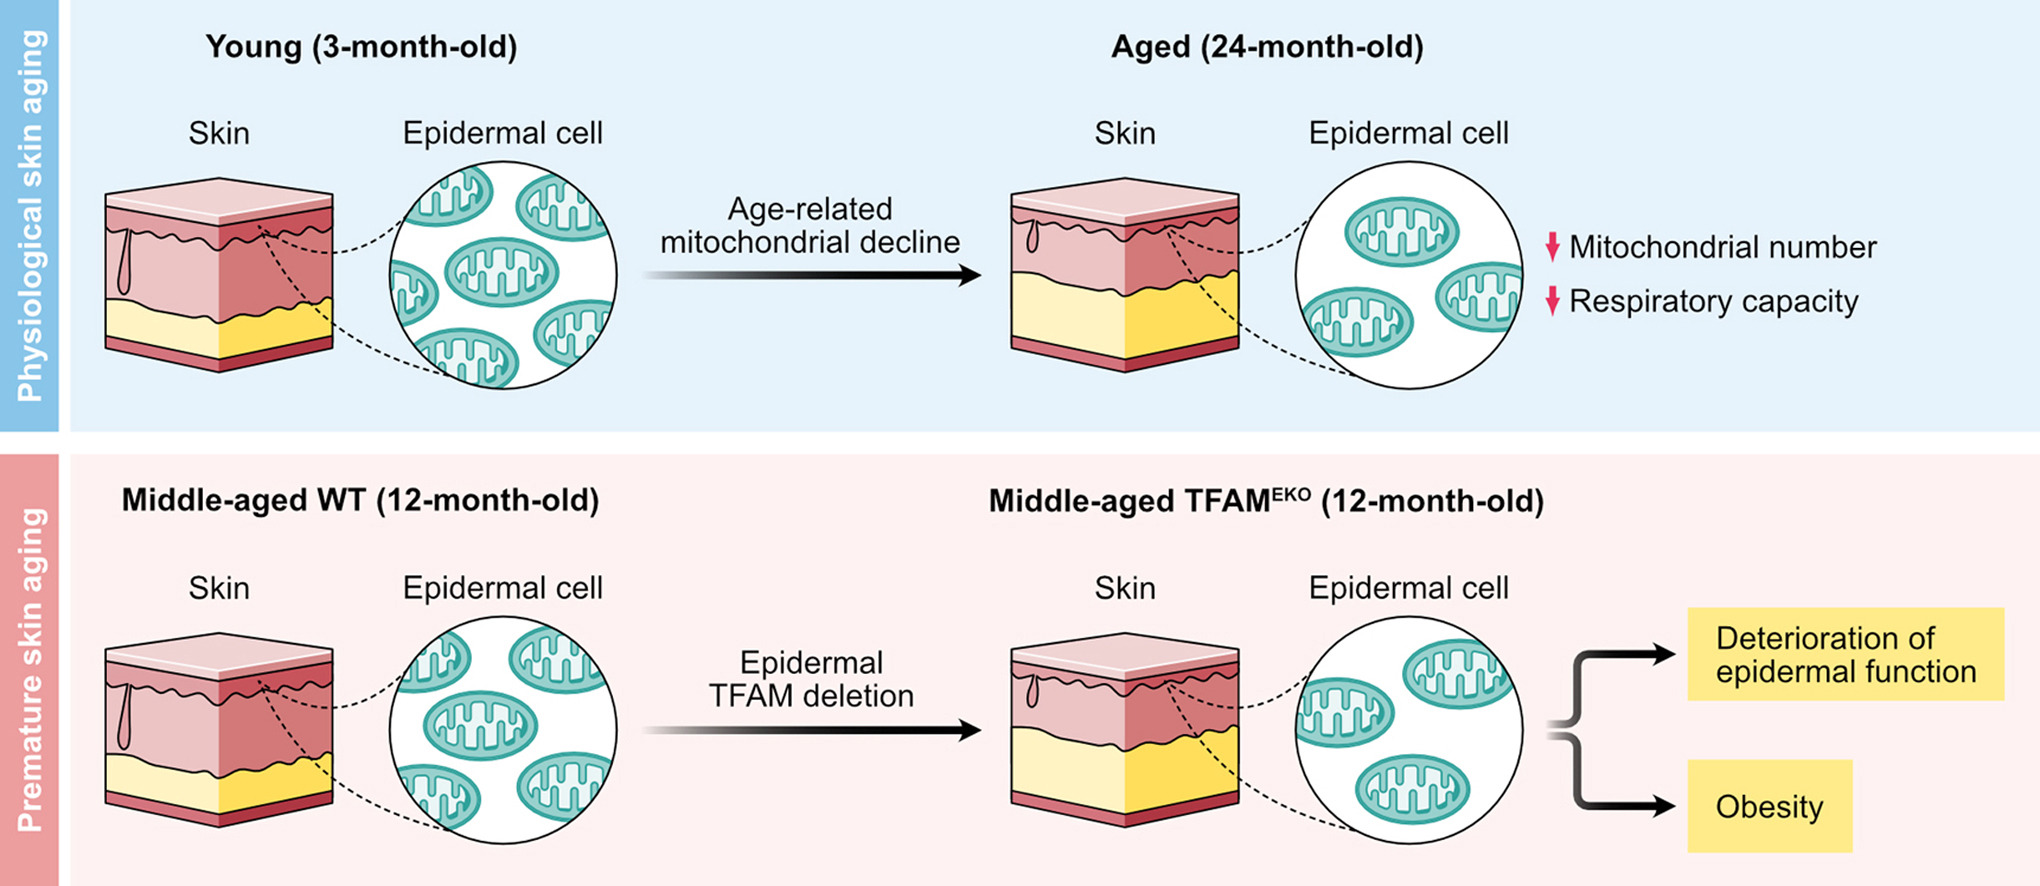 Physiological skin aging
Young (3-month-old)
Aged (24-month-old)
Skin
Epidermal cell
Age-related
mitochondrial decline
Skin
Epidermal cell
Mitochondrial number
Respiratory capacity
Premature skin aging
Middle-aged WT (12-month-old)
Middle-aged TFAMᴱᴷᴼ (12-month-old)
Skin
Epidermal cell
Epidermal
TFAM deletion
Skin
Epidermal cell
Deterioration of
epidermal function
Obesity